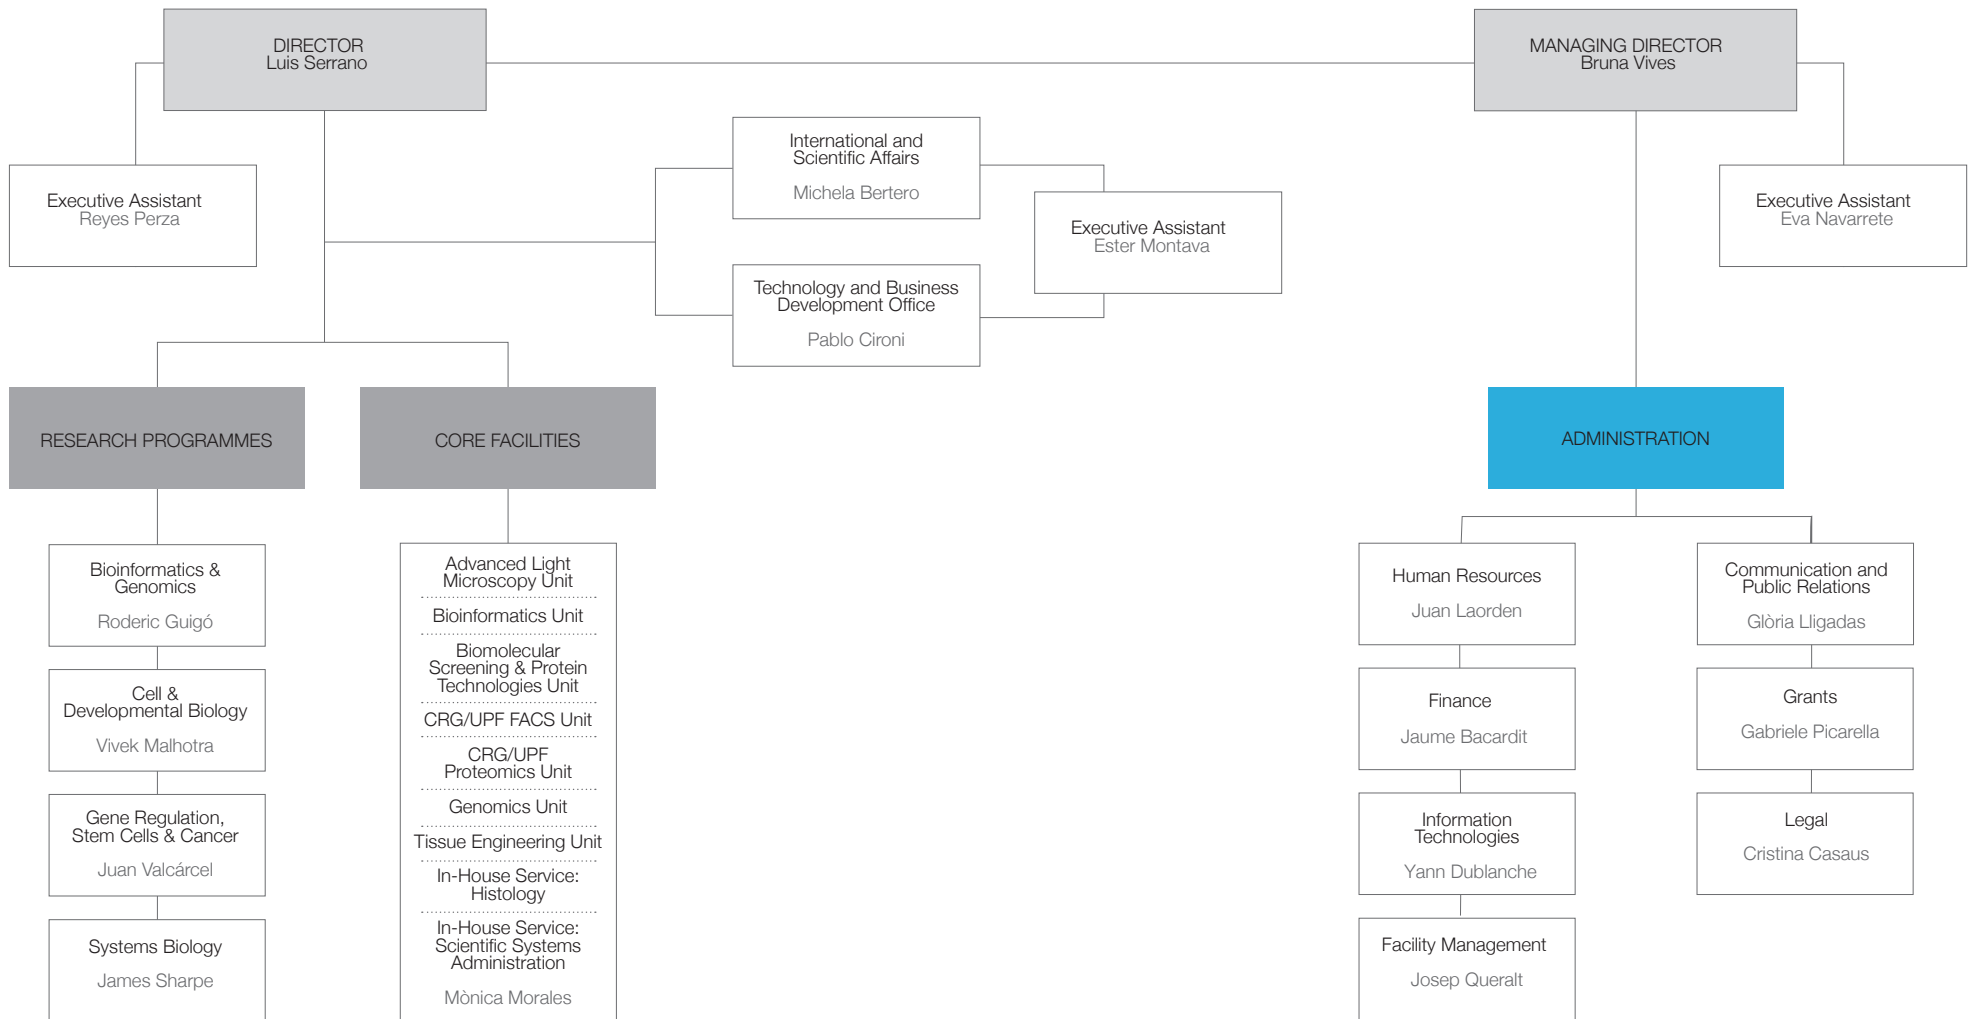 DIRECTOR
Luis Serrano
MANAGING DIRECTOR
Bruna Vives
International and
Scientific Affairs
Michela Bertero
Executive Assistant
Reyes Perza
Executive Assistant
Ester Montava
Executive Assistant
Eva Navarrete
Technology and Business
Development Office
Pablo Cironi
RESEARCH PROGRAMMES
CORE FACILITIES
ADMINISTRATION
Bioinformatics &
Genomics
Roderic Guigó
Cell &
Developmental Biology
Vivek Malhotra
Gene Regulation,
Stem Cells & Cancer
Juan Valcárcel
Systems Biology
James Sharpe
Advanced Light
Microscopy Unit
Bioinformatics Unit
Biomolecular
Screening & Protein
Technologies Unit
CRG/UPF FACS Unit
CRG/UPF
Proteomics Unit
Genomics Unit
Tissue Engineering Unit
In-House Service:
Histology
In-House Service:
Scientific Systems
Administration
Mònica Morales
Human Resources
Juan Laorden
Finance
Jaume Bacardit
Information
Technologies
Yann Dublanche
Facility Management
Josep Queralt
Communication and
Public Relations
Glòria Lligadas
Grants
Gabriele Picarella
Legal
Cristina Casaus